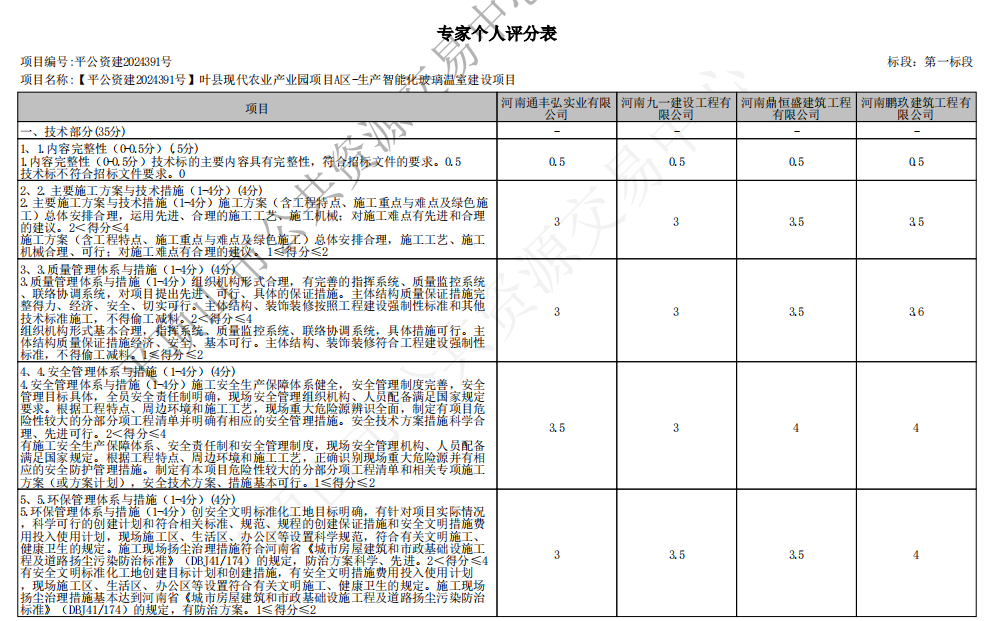 专家个人评分表
项目编号:平公资建2024391号
标段: 第一标段
项目名称:【平公资建2024391号】叶县现代农业产业园项目A区-生产智能化玻璃温室建设项目
项目
河南通丰弘实业有限公司
河南九一建设工程有限公司
河南鼎恒盛建筑工程有限公司
河南鹏玖建筑工程有限公司
一、技术部分(35分)
–
–
–
–
1、1.内容完整性（0-0.5分）(.5分)
1.内容完整性（0-0.5分）技术标的主要内容具有完整性，符合招标文件的要求。0.5
技术标不符合招标文件要求。0
0.5
0.5
0.5
0.5
2、2.主要施工方案与技术措施（1-4分）(4分)
2.主要施工方案与技术措施（1-4分）施工方案（含工程特点、施工重点与难点及绿色施
工）总体安排合理，运用先进、合理的施工工艺、施工机械；对施工难点有先进和合理
的建议。2＜得分≤4
施工方案（含工程特点、施工重点与难点及绿色施工）总体安排合理，施工工艺、施工
机械合理、可行；对施工难点有合理的建议。1≤得分≤2
3
3
3.5
3.5
3、3.质量管理体系与措施（1-4分）(4分)
3.质量管理体系与措施（1-4分）组织机构形式合理，有完善的指挥系统、质量监控系统
、联络协调系统，对项目提出先进、可行、具体的保证措施。主体结构质量保证措施完
整得力、经济、安全、切实可行。主体结构、装饰装修按照工程建设强制性标准和其他
技术标准施工，不得偷工减料。2＜得分≤4
组织机构形式基本合理，指挥系统、质量监控系统、联络协调系统，具体措施可行。主
体结构质量保证措施经济、安全、基本可行。主体结构、装饰装修符合工程建设强制性
标准，不得偷工减料。1≤得分≤2
3
3
3.5
3.6
4、4.安全管理体系与措施（1-4分）(4分)
4.安全管理体系与措施（1-4分）施工安全生产保障体系健全，安全管理制度完善，安全
管理目标具体，全员安全责任制明确，现场安全管理组织机构、人员配备满足国家规定
要求。根据工程特点、周边环境和施工工艺，现场重大危险源辨识全面，制定有项目危
险性较大的分部分项工程清单并明确有相应的安全管理措施。安全技术方案措施科学合
理、先进可行。2＜得分≤4
有施工安全生产保障体系、安全责任制和安全管理制度，现场安全管理机构、人员配备
满足国家规定。根据工程特点、周边环境和施工工艺，正确识别现场重大危险源并有相
应的安全防护管理措施。制定有本项目危险性较大的分部分项工程清单和相关专项施工
方案（或方案计划），安全技术方案、措施基本可行。1≤得分≤2
3.5
3
4
4
5、5.环保管理体系与措施（1-4分）(4分)
5.环保管理体系与措施（1-4分）创安全文明标准化工地目标明确，有针对项目实际情况
，科学可行的创建计划和符合相关标准、规范、规程的创建保证措施和安全文明措施费
用投入使用计划，现场施工区、生活区、办公区等设置科学规范，符合有关文明施工、
健康卫生的规定。施工现场扬尘治理措施符合河南省《城市房屋建筑和市政基础设施工
程及道路扬尘污染防治标准》（DBJ41/174）的规定，防治方案科学、先进。2＜得分≤4
有安全文明标准化工地创建目标计划和创建措施，有安全文明措施费用投入使用计划
，现场施工区、生活区、办公区等设置符合有关文明施工、健康卫生的规定。施工现场
扬尘治理措施基本达到河南省《城市房屋建筑和市政基础设施工程及道路扬尘污染防治
标准》（DBJ41/174）的规定，有防治方案。1≤得分≤2
3
3.5
3.5
4